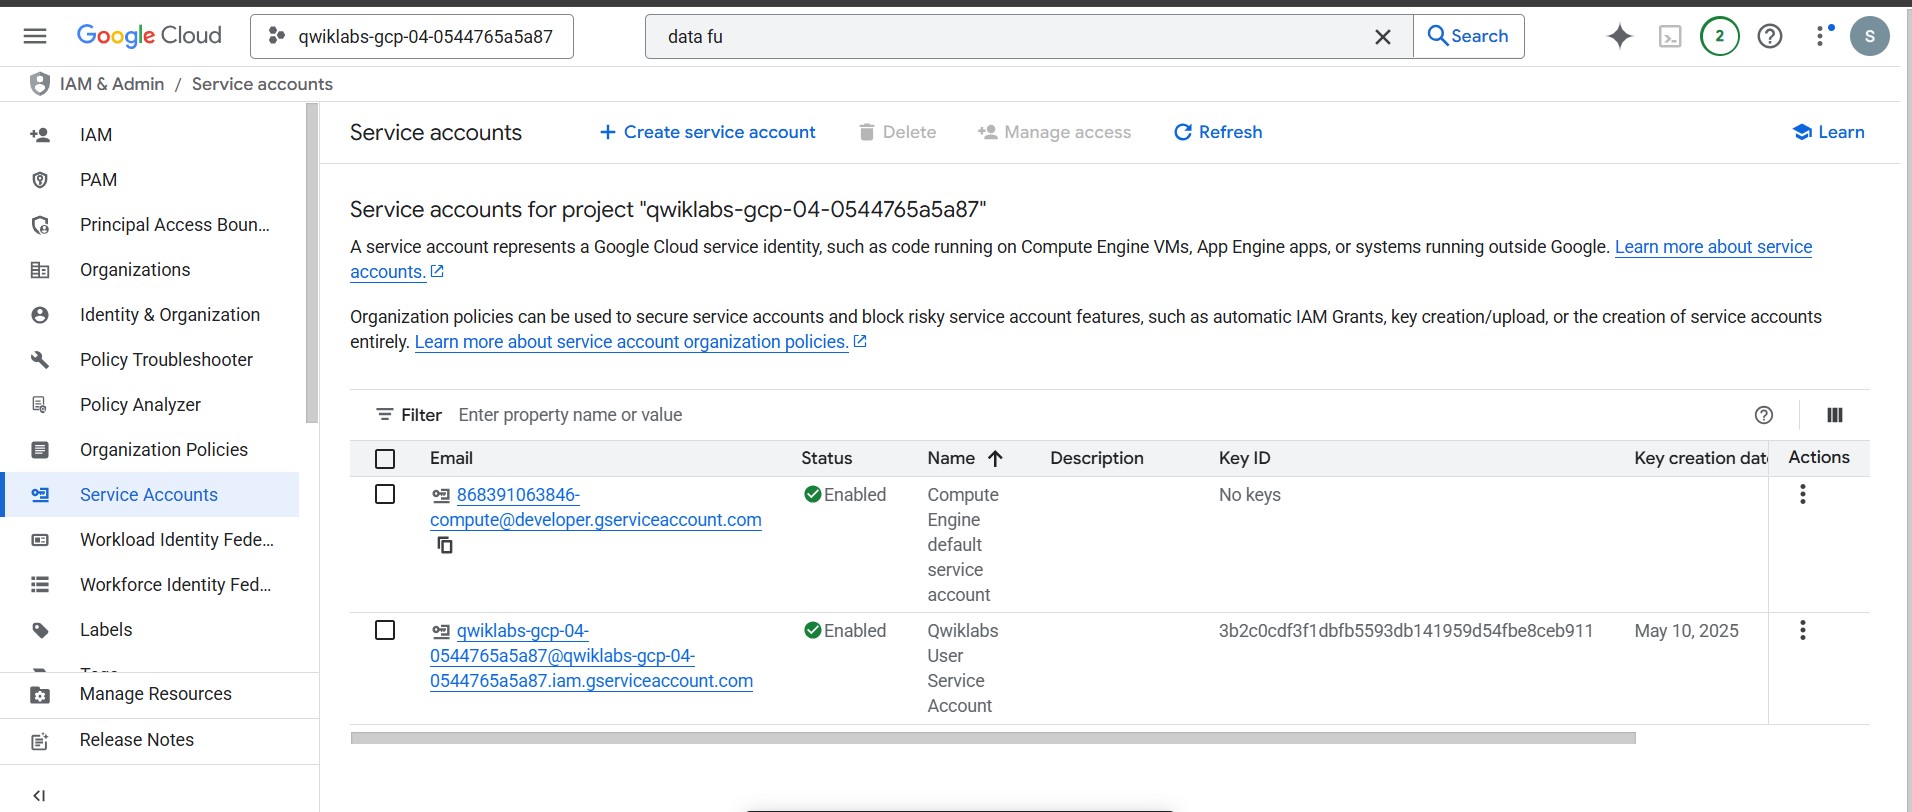 Google Cloud
qwiklabs-gcp-04-0544765a5a87
data fu
Search
2
S
IAM & Admin / Service accounts
IAM
PAM
Principal Access Boun...
Organizations
Identity & Organization
Policy Troubleshooter
Policy Analyzer
Organization Policies
Service Accounts
Workload Identity Fede...
Workforce Identity Fed...
Labels
Manage Resources
Release Notes
Service accounts
Create service account
Delete
Manage access
Refresh
Learn
Service accounts for project "qwiklabs-gcp-04-0544765a5a87"
A service account represents a Google Cloud service identity, such as code running on Compute Engine VMs, App Engine apps, or systems running outside Google. Learn more about service
accounts.
Organization policies can be used to secure service accounts and block risky service account features, such as automatic IAM Grants, key creation/upload, or the creation of service accounts
entirely. Learn more about service account organization policies.
Filter Enter property name or value
Email Status Name Description Key ID Key creation date Actions
868391063846- Enabled Compute No keys
compute@developer.gserviceaccount.com Engine
default
service
account
qwiklabs-gcp-04- Enabled Qwiklabs 3b2c0cdf3f1dbfb5593db141959d54fbe8ceb911 May 10, 2025
0544765a5a87@qwiklabs-gcp-04- User
0544765a5a87.iam.gserviceaccount.com Service
Account